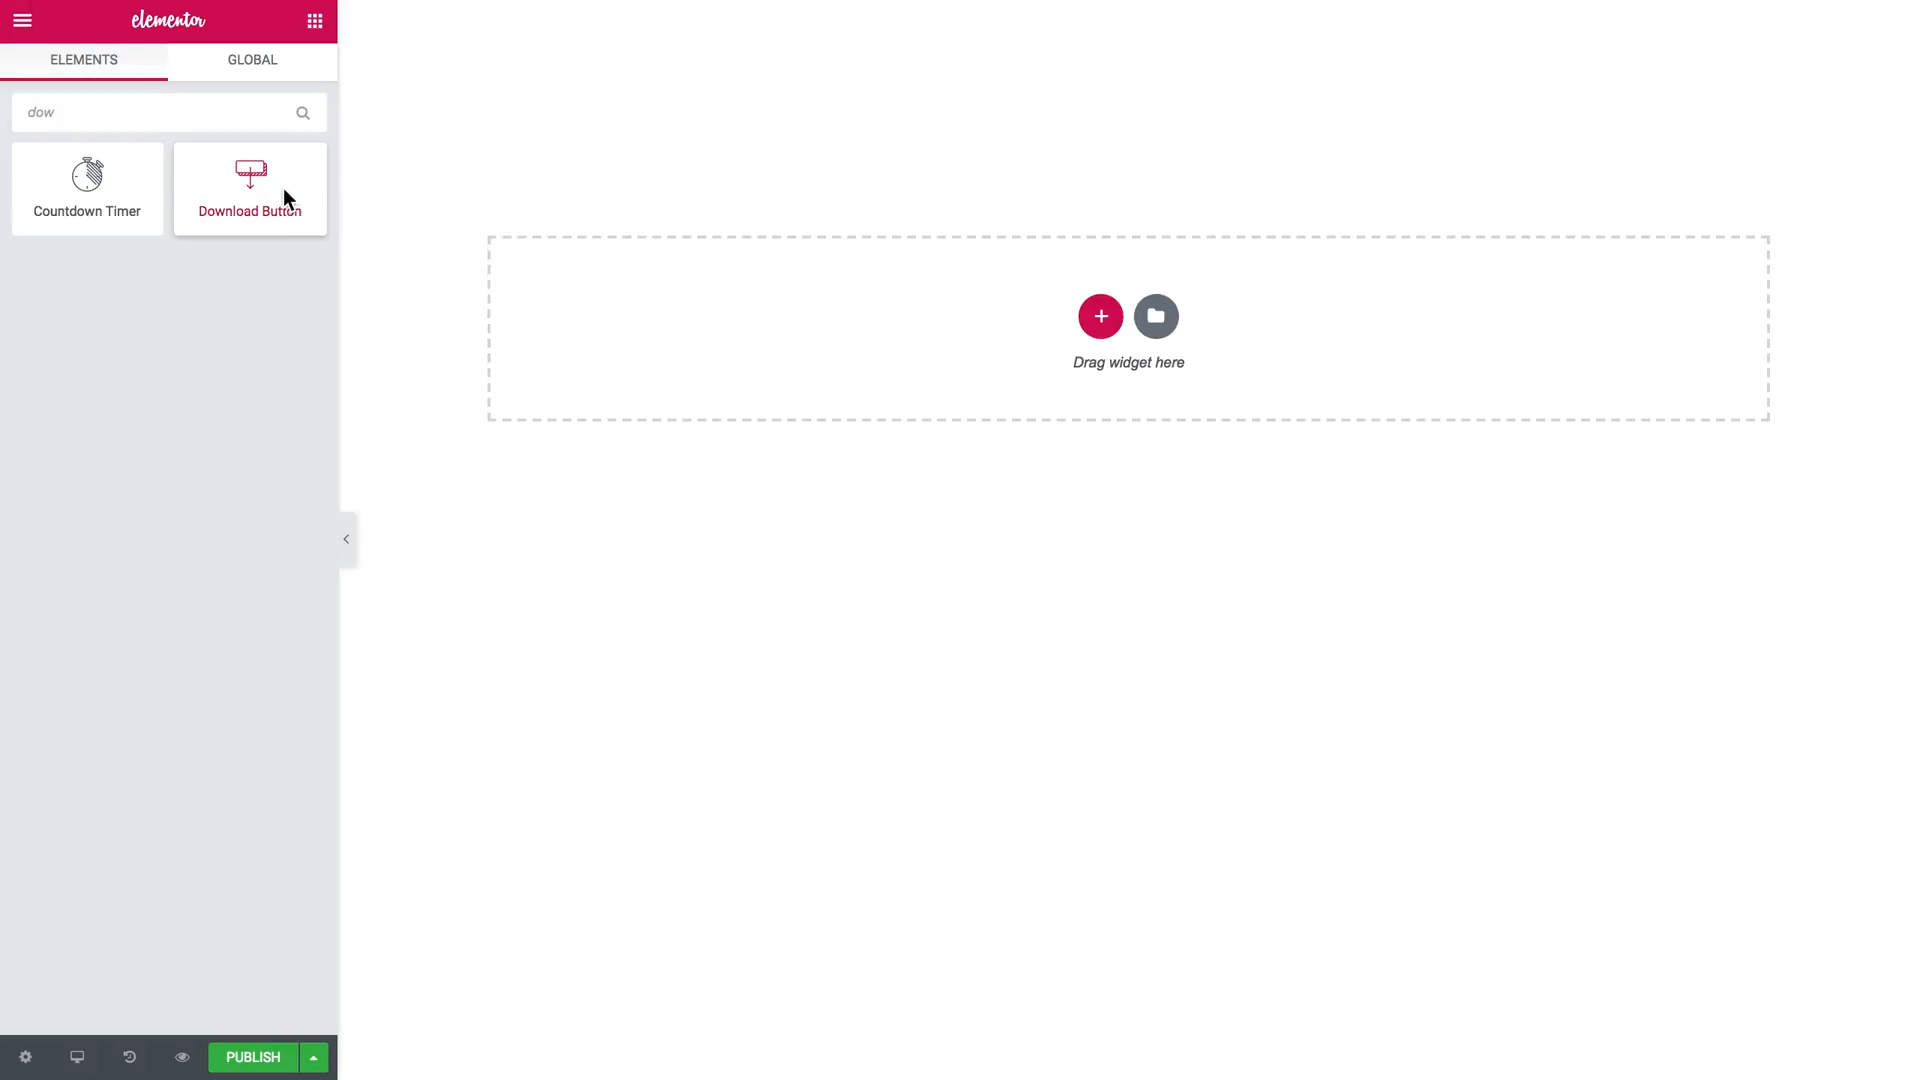 elementor
ELEMENTS
GLOBAL
dow
Countdown Timer
Download Button
Drag widget here
PUBLISH